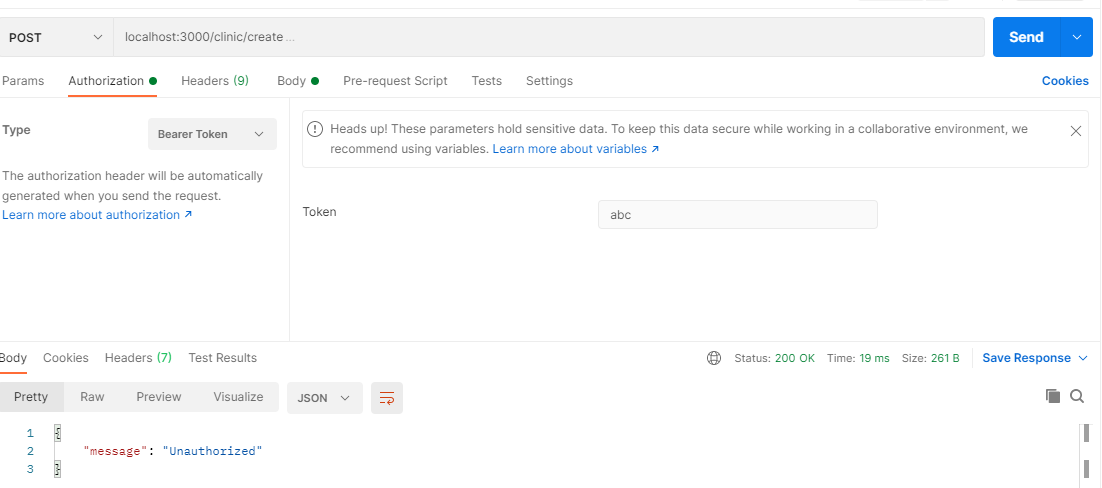 POST
localhost:3000/clinic/create ...
Send
Params Authorization Headers (9) Body Pre-request Script Tests Settings Cookies
Type
Bearer Token
The authorization header will be automatically
generated when you send the request.
Learn more about authorization ↗
! Heads up! These parameters hold sensitive data. To keep this data secure while working in a collaborative environment, we
recommend using variables. Learn more about variables ↗
Token
abc
Body Cookies Headers (7) Test Results Status: 200 OK Time: 19 ms Size: 261 B Save Response
Pretty Raw Preview Visualize JSON
1 {
2 "message": "Unauthorized"
3 }